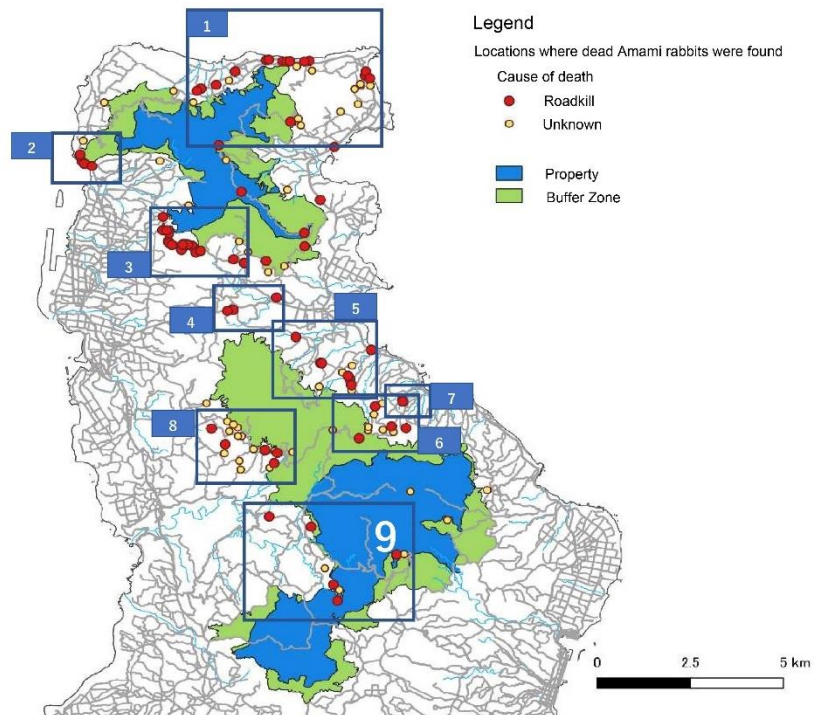 1
Legend
Locations where dead Amami rabbits were found
Cause of death
Roadkill
Unknown
Property
Buffer Zone
2
3
4
5
7
8
6
9
0 2.5 5 km